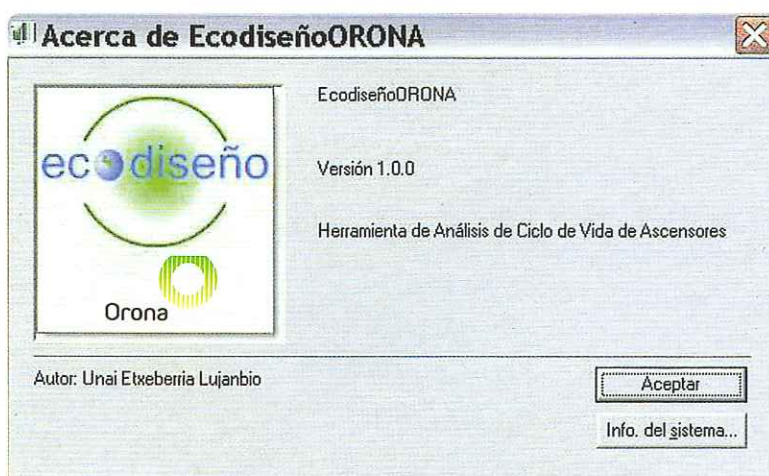 Acerca de EcodiseñoORONA
ecodiseño
Orona
EcodiseñoORONA
Versión 1.0.0
Herramienta de Análisis de Ciclo de Vida de Ascensores
Autor: Unai Etxeberria Lujanbio
Aceptar
Info. del sistema...